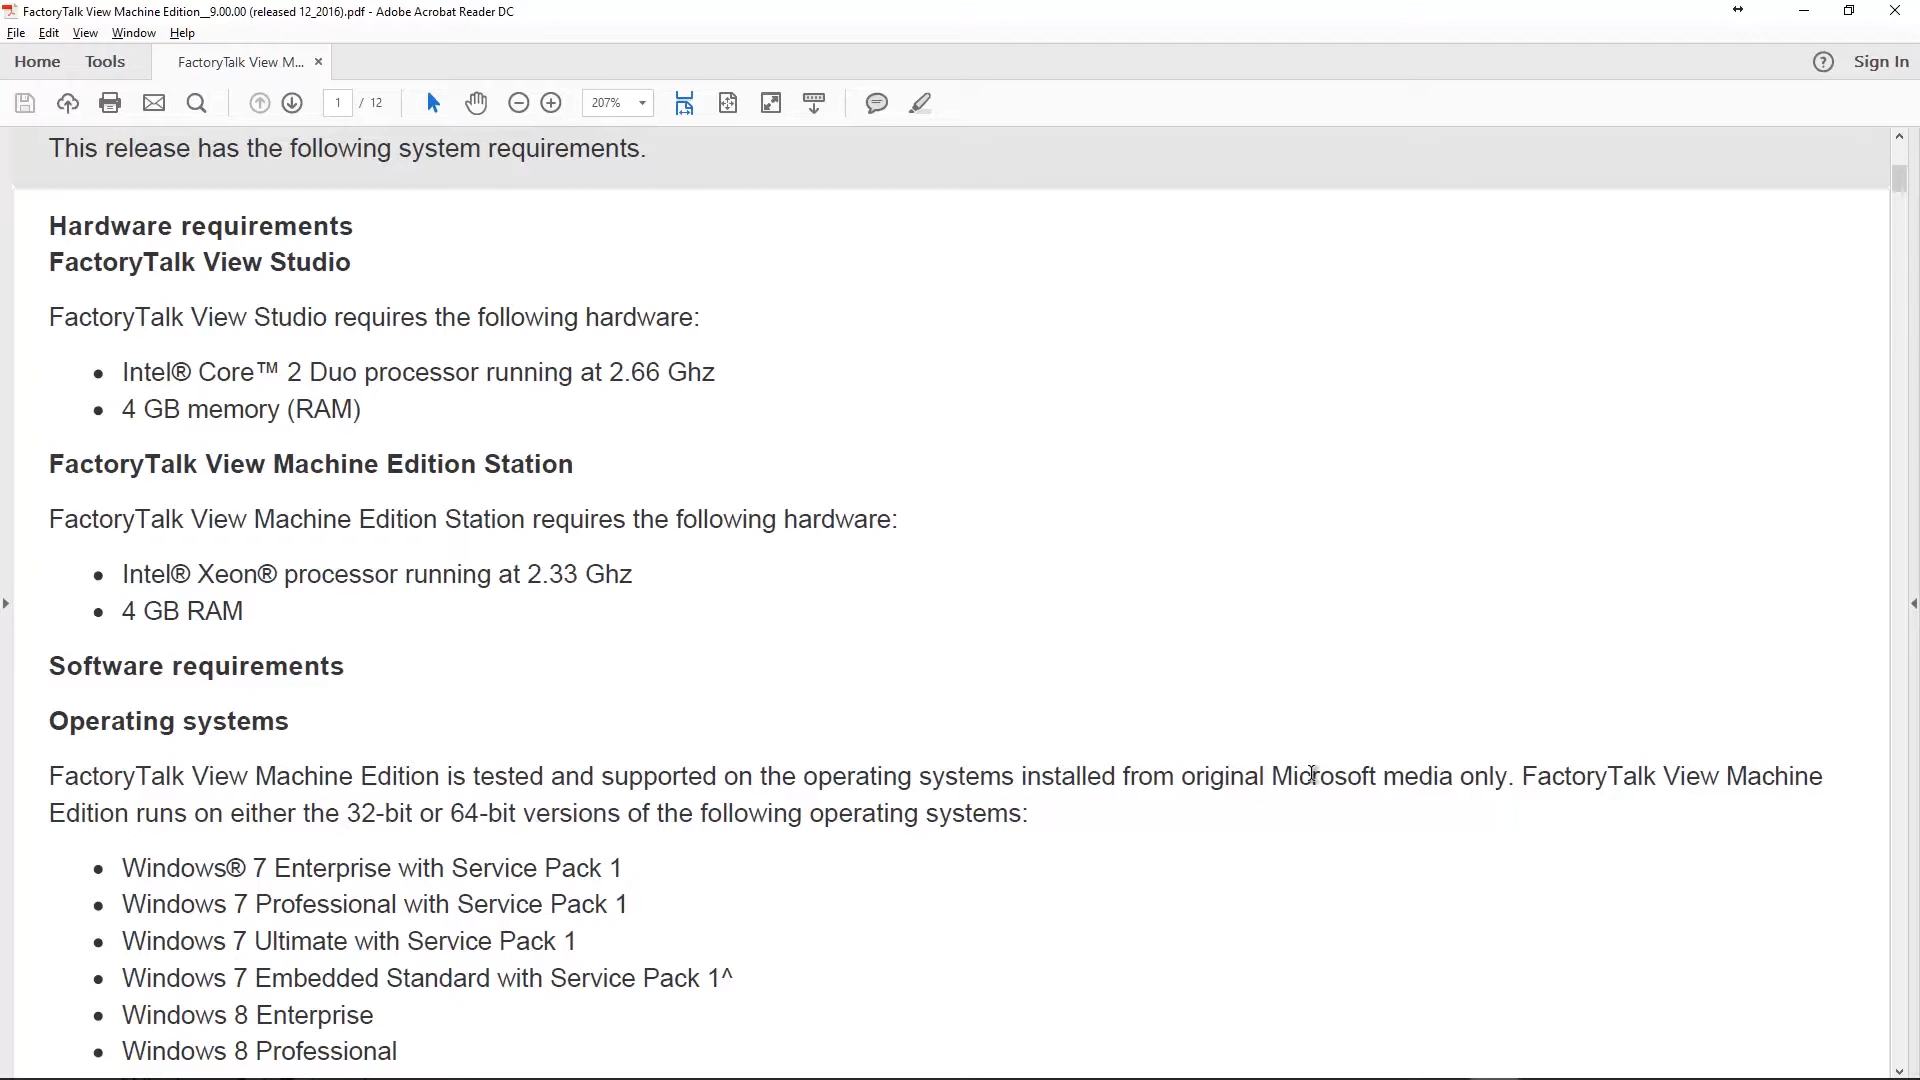 FactoryTalk View Machine Edition__9.00.00 (released 12_2016).pdf - Adobe Acrobat Reader DC
File Edit View Window Help
Home Tools FactoryTalk View M... × ? Sign In
1 / 12 207%
This release has the following system requirements.
Hardware requirements
FactoryTalk View Studio
FactoryTalk View Studio requires the following hardware:
• Intel® Core™ 2 Duo processor running at 2.66 Ghz
• 4 GB memory (RAM)
FactoryTalk View Machine Edition Station
FactoryTalk View Machine Edition Station requires the following hardware:
• Intel® Xeon® processor running at 2.33 Ghz
• 4 GB RAM
Software requirements
Operating systems
FactoryTalk View Machine Edition is tested and supported on the operating systems installed from original Microsoft media only. FactoryTalk View Machine
Edition runs on either the 32-bit or 64-bit versions of the following operating systems:
• Windows® 7 Enterprise with Service Pack 1
• Windows 7 Professional with Service Pack 1
• Windows 7 Ultimate with Service Pack 1
• Windows 7 Embedded Standard with Service Pack 1^
• Windows 8 Enterprise
• Windows 8 Professional